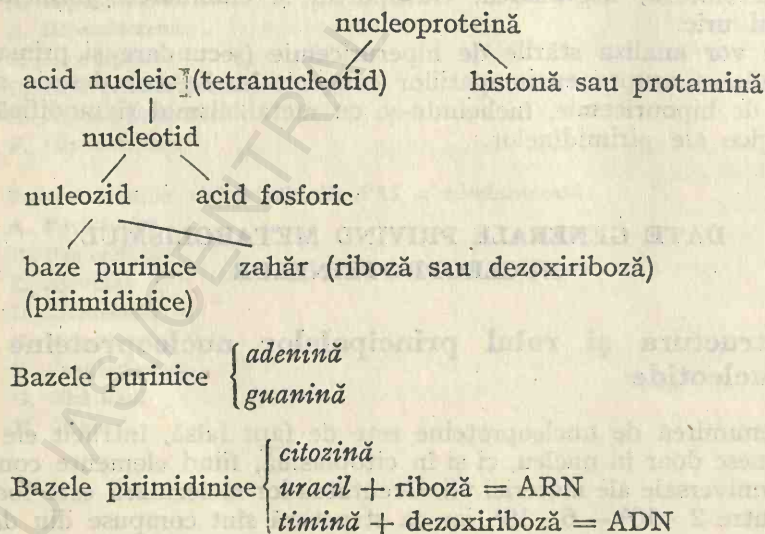 nucleoproteină
acid nucleic (tetranucleotid) histonă sau protamină
nucleotid
nuleozid acid fosforic
baze purinice zahăr (riboză sau dezoxiriboză)
(pirimidinice)
Bazele purinice { adenină
guanină
Bazele pirimidinice { citozină
uracil + riboză = ARN
timină + dezoxiriboză = ADN